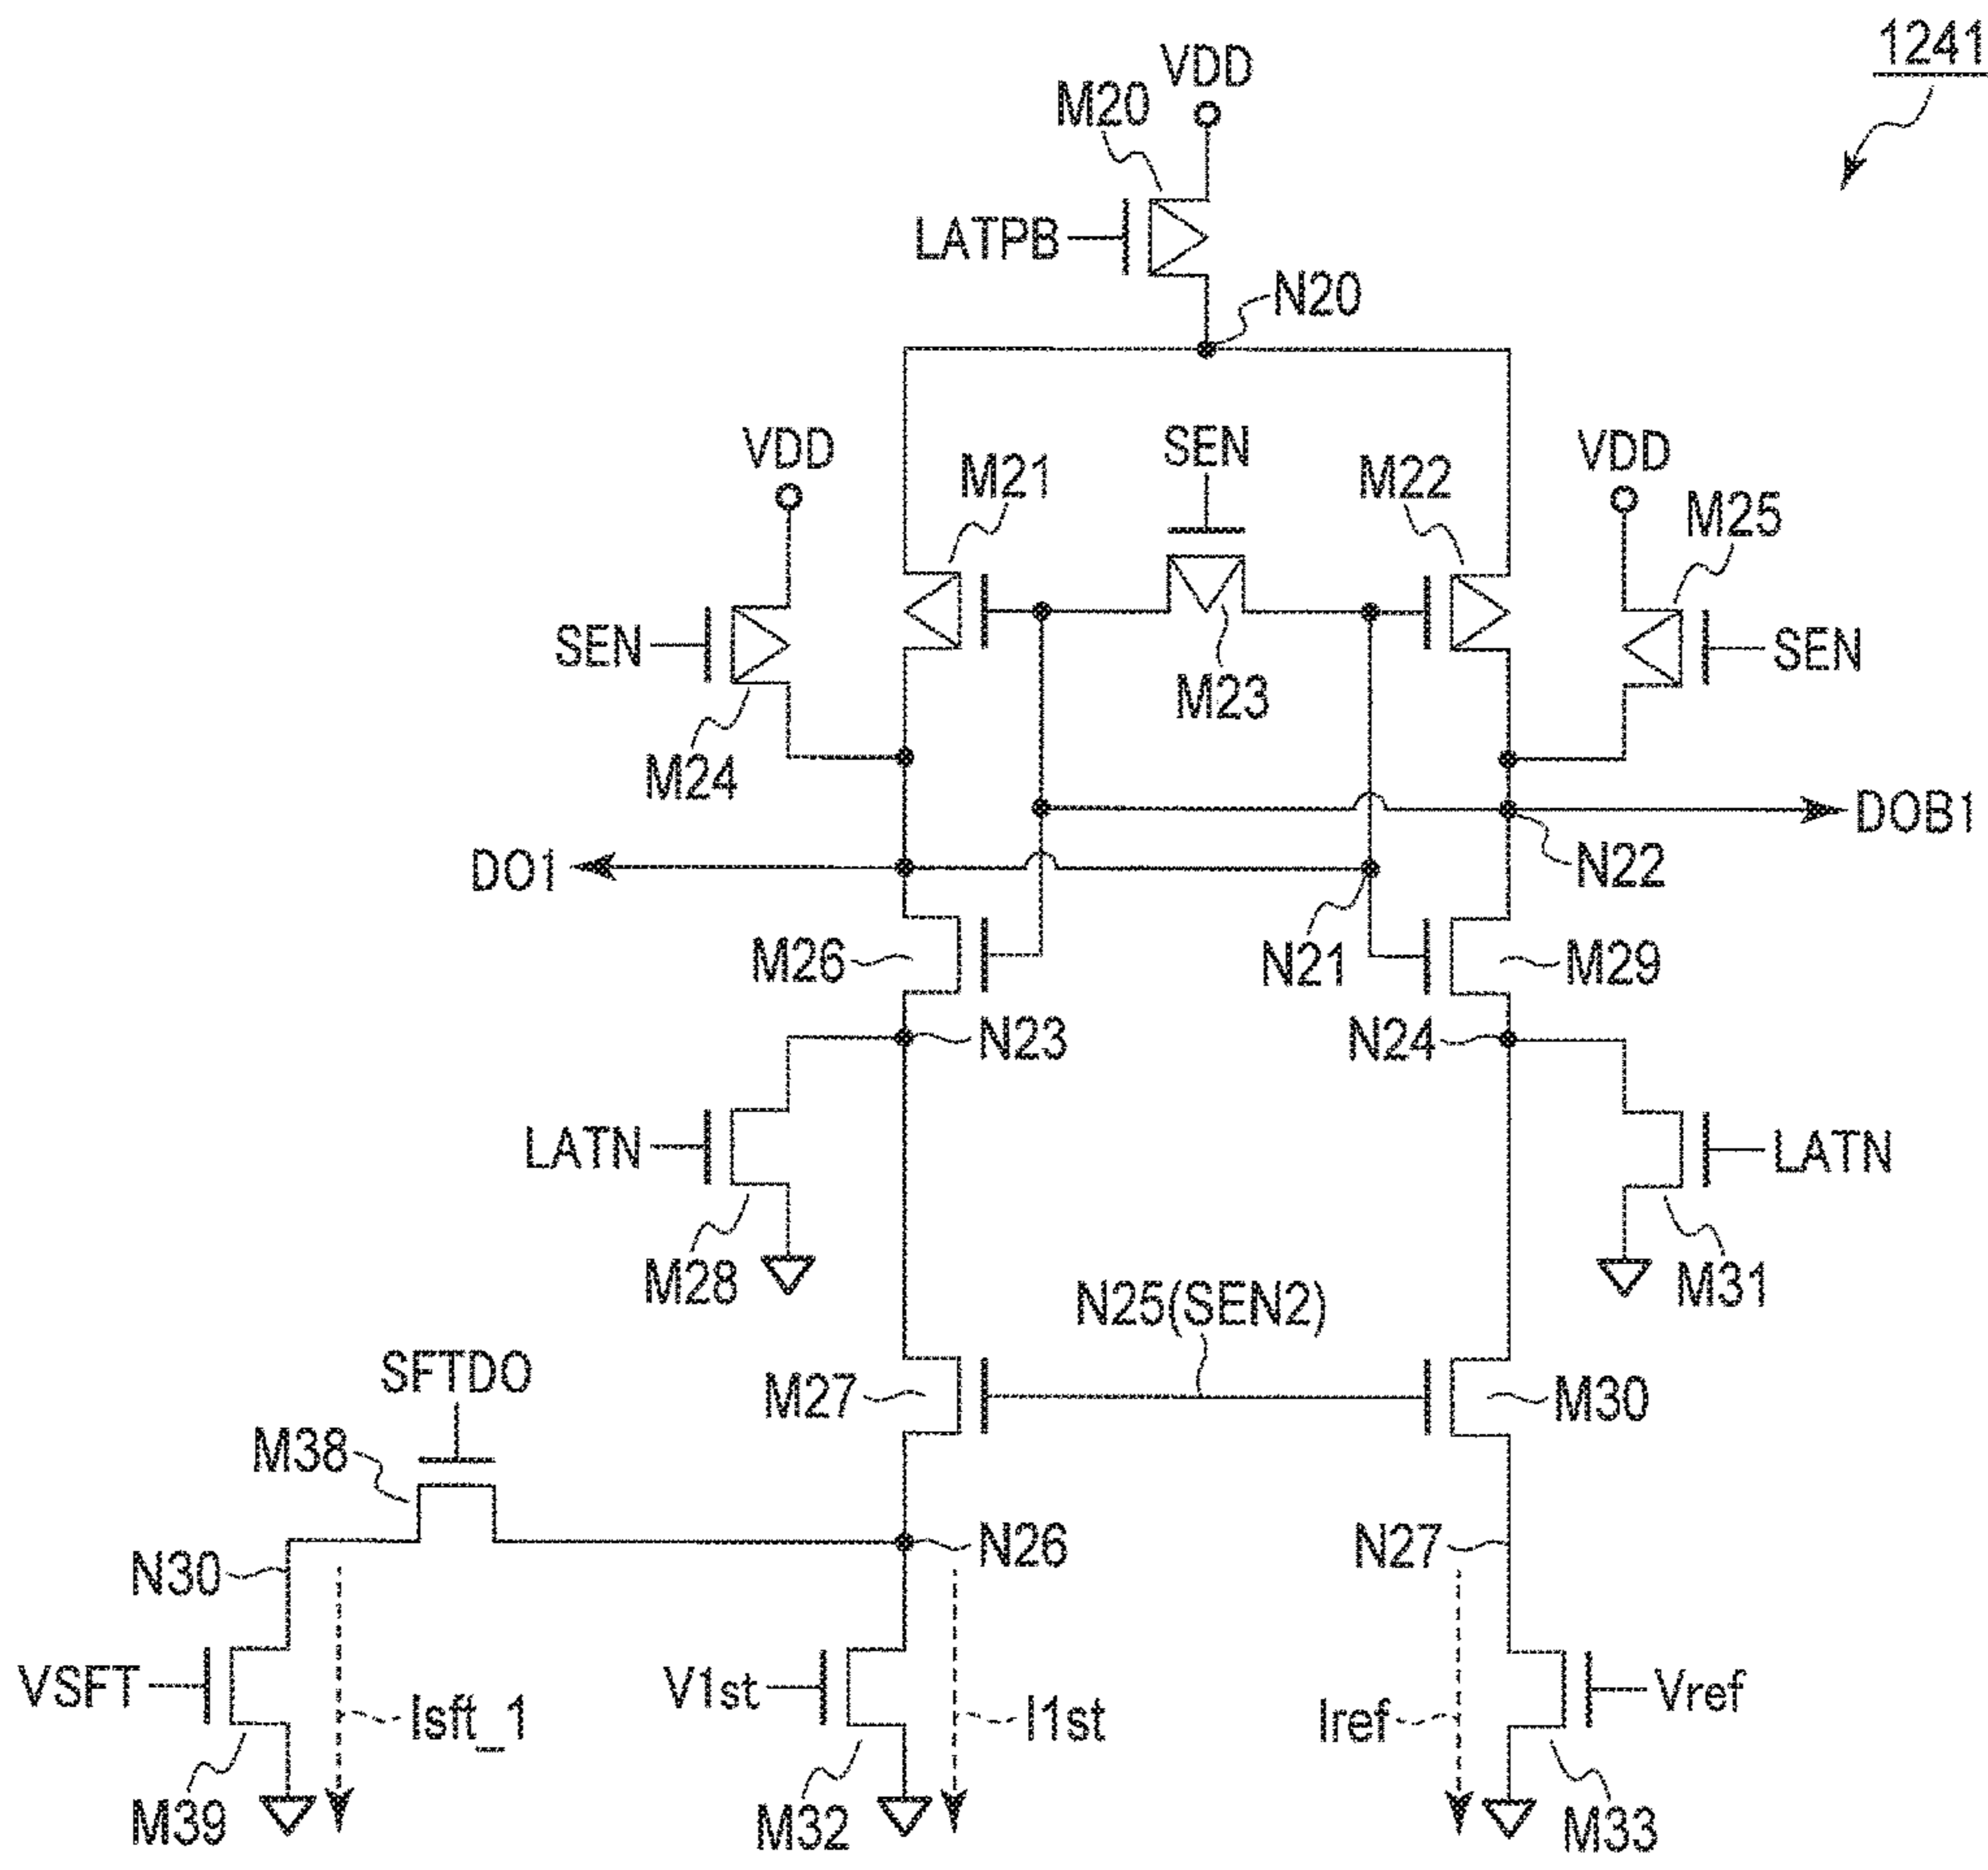 1241
VDD
M20
LATPB
N20
VDD
M21
SEN
M22
VDD
M25
SEN
M23
SEN
M24
DO1
DOB1
N22
M26
N21
M29
N23
N24
LATN
LATN
M28
M31
N25(SEN2)
SFTDO
M38
M27
M30
N30
N26
N27
VSFT
Isft_1
V1st
I1st
Iref
Vref
M39
M32
M33